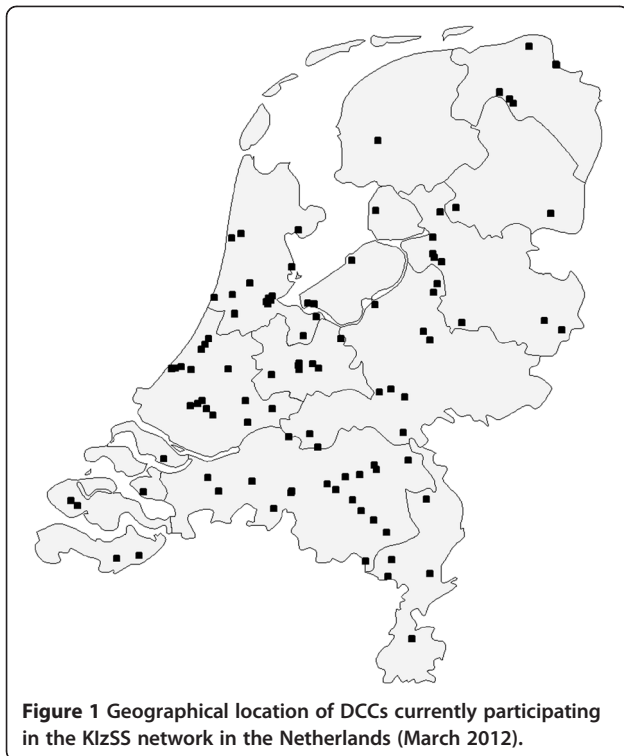 Figure 1 Geographical location of DCCs currently participating
in the KIzSS network in the Netherlands (March 2012).